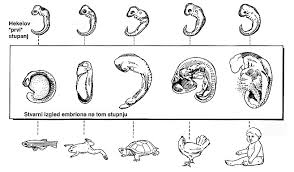 Hekelov
"prvi"
stupanj
Stvarni izgled embriona na tom stupnju